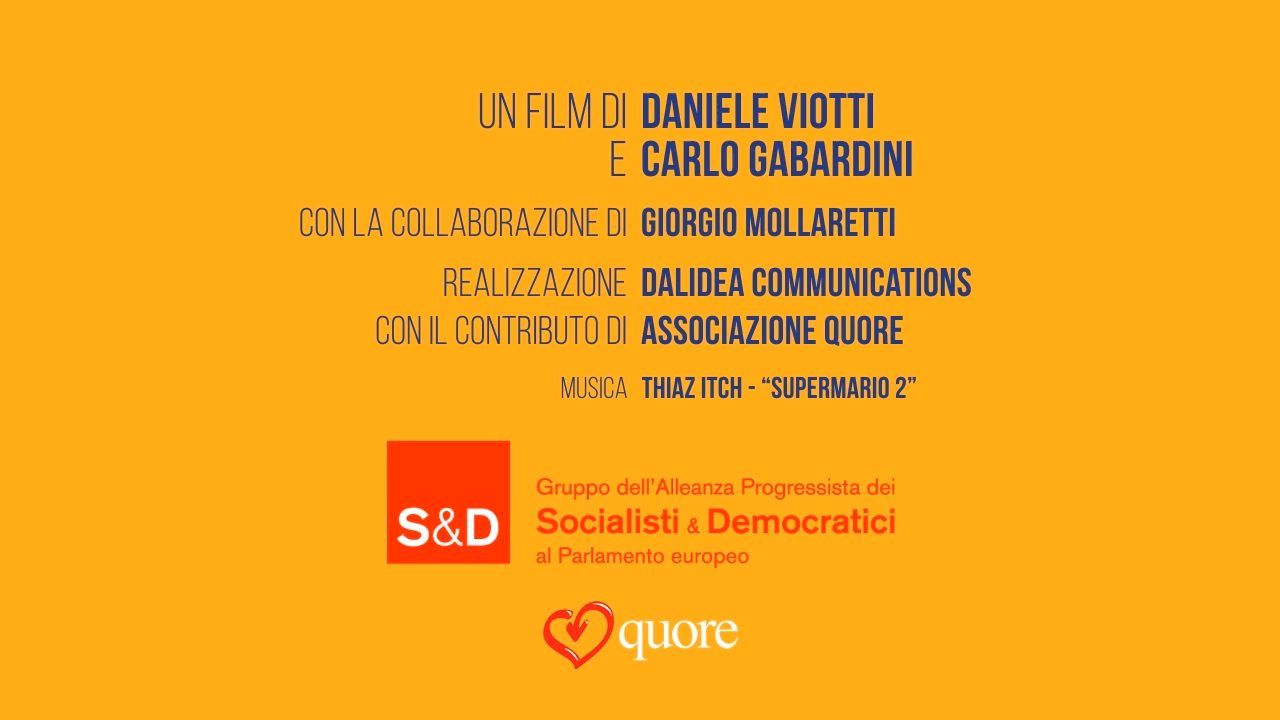 UN FILM DI DANIELE VIOTTI
E CARLO GABARDINI
CON LA COLLABORAZIONE DI GIORGIO MOLLARETTI
REALIZZAZIONE DALIDEA COMMUNICATIONS
CON IL CONTRIBUTO DI ASSOCIAZIONE QUORE
MUSICA THIAZ ITCH - “SUPERMARIO 2”
S&D
Gruppo dell'Alleanza Progressista dei
Socialisti & Democratici
al Parlamento europeo
quore